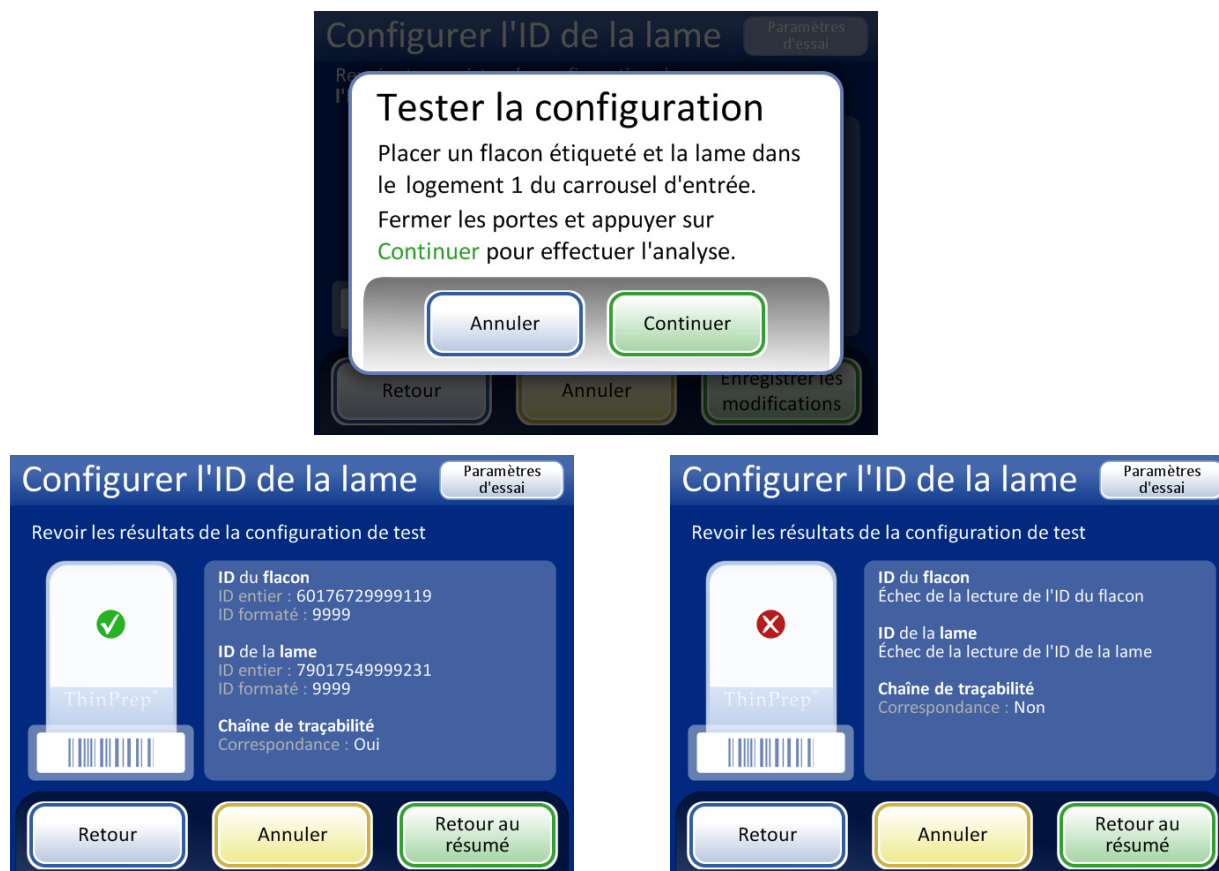 Configurer l'ID de la lame
Paramètres
d'essai
Tester la configuration
Placer un flacon étiqueté et la lame dans
le logement 1 du carrousel d'entrée.
Fermer les portes et appuyer sur
Continuer pour effectuer l'analyse.
Annuler
Continuer
Retour
Annuler
Enregistrer les
modifications
Configurer l'ID de la lame
Paramètres
d'essai
Revoir les résultats de la configuration de test
ThinPrep®
ID du flacon
ID entier : 60176729999119
ID formaté : 9999
ID de la lame
ID entier : 79017549999231
ID formaté : 9999
Chaîne de traçabilité
Correspondance : Oui
Retour
Annuler
Retour au
résumé
Configurer l'ID de la lame
Paramètres
d'essai
Revoir les résultats de la configuration de test
ThinPrep®
ID du flacon
Échec de la lecture de l'ID du flacon
ID de la lame
Échec de la lecture de l'ID de la lame
Chaîne de traçabilité
Correspondance : Non
Retour
Annuler
Retour au
résumé